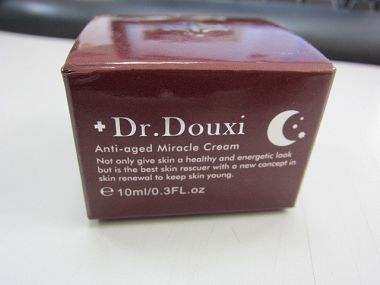 Dr.Douxi
Anti-aged Miracle Cream
Not only give skin a healthy and energetic look
but is the best skin rescuer with a new concept in
skin renewal to keep skin young.
℮ 10ml/0.3FL.oz